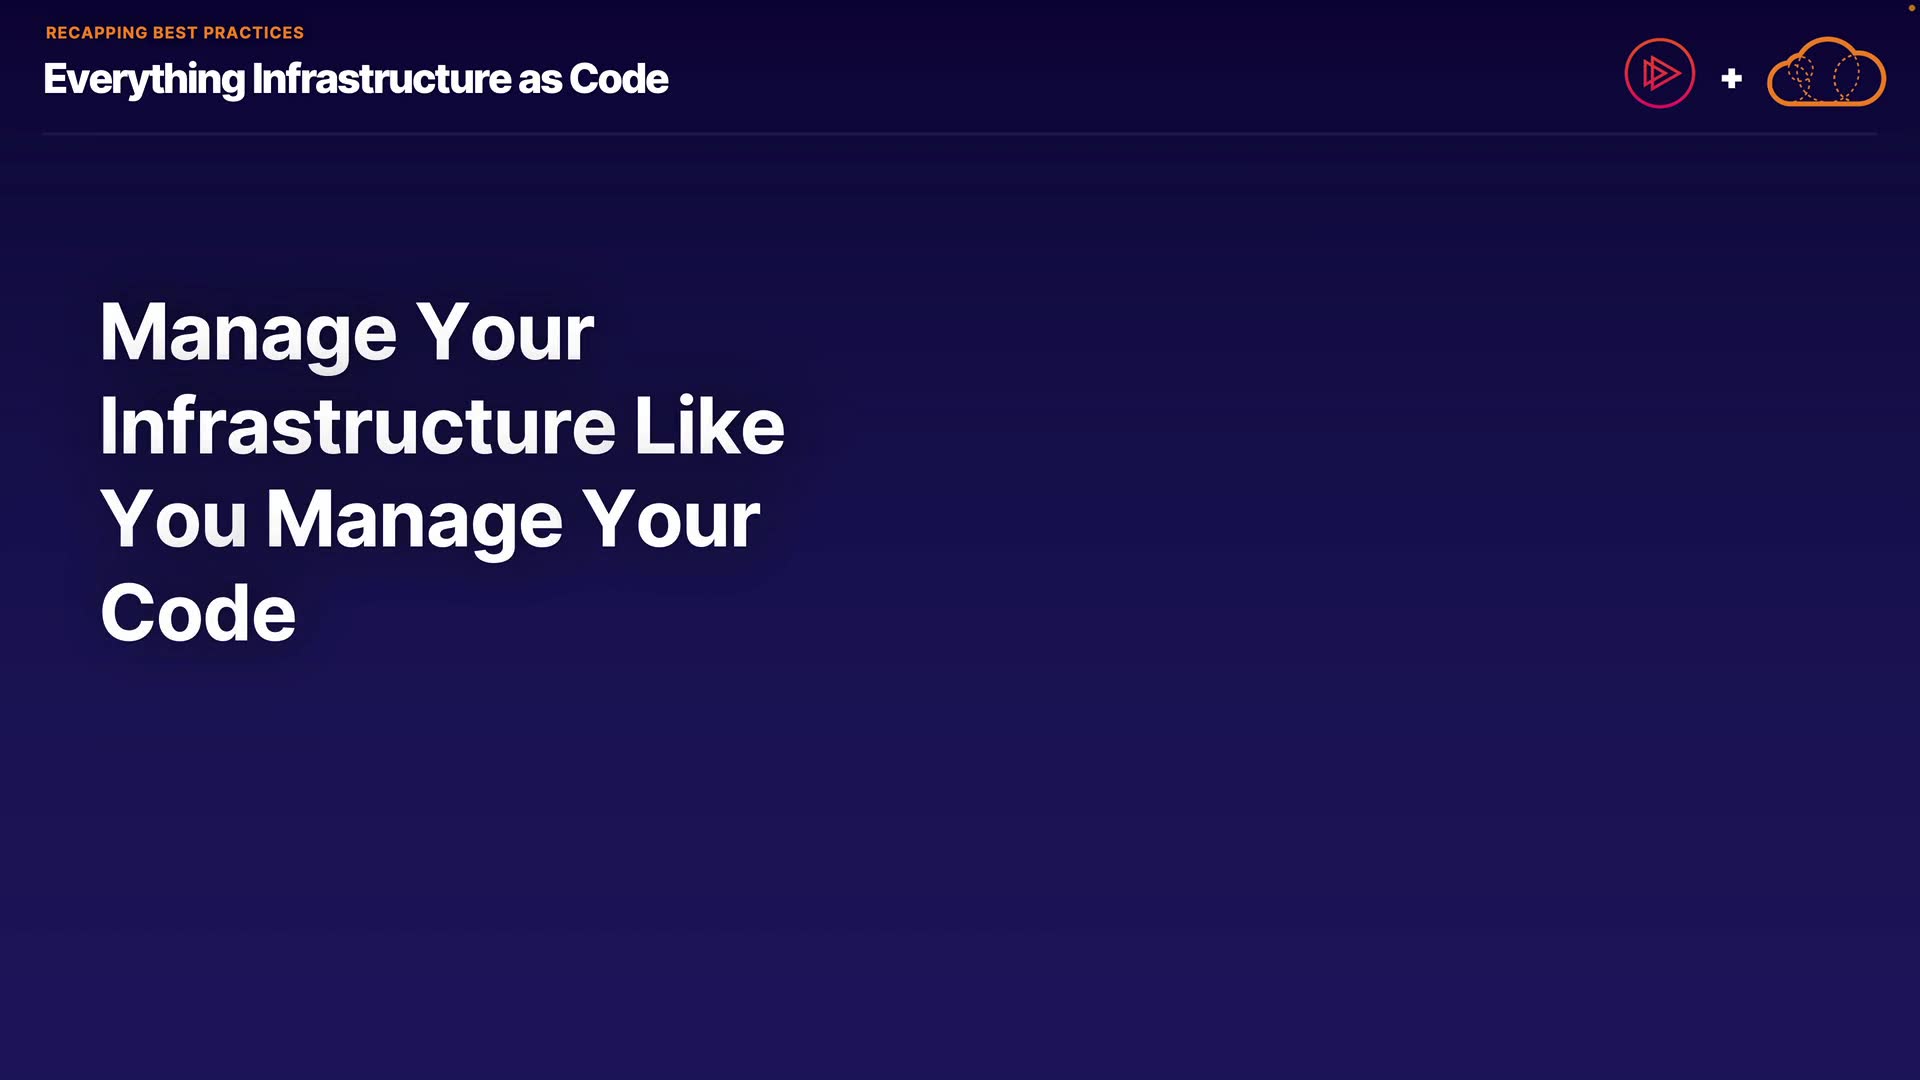 RECAPPING BEST PRACTICES
Everything Infrastructure as Code
+
Manage Your
Infrastructure Like
You Manage Your
Code